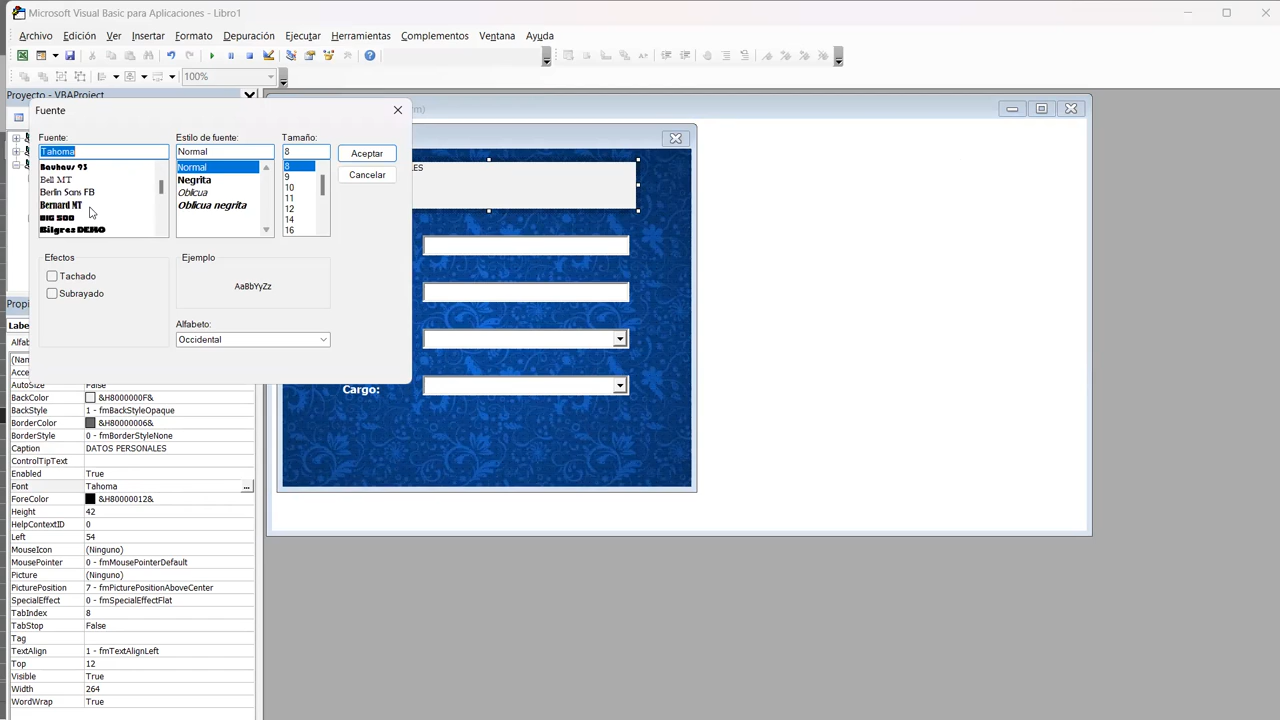 Microsoft Visual Basic para Aplicaciones - Libro1
Archivo Edición Ver Insertar Formato Depuración Ejecutar Herramientas Complementos Ventana Ayuda
100%
Proyecto - VBAProject
Fuente
Fuente: Estilo de fuente: Tamaño:
Tahoma Normal 8 Aceptar
Bauhaus 93 Normal 8
Bell MT Negrita 9 Cancelar
Berlin Sans FB Oblicua 10
Bernard MT Oblicua negrita 11
BIG SDO 12
Bilgres DEMO 14
16
Efectos Ejemplo
Tachado
Subrayado
AaBbYyZz
Alfabeto:
Occidental
ES
Cargo:
Propi
Labe
Alfab
(Nan
Acce
AutoSize False
BackColor &H8000000F&
BackStyle 1 - fmBackStyleOpaque
BorderColor &H80000006&
BorderStyle 0 - fmBorderStyleNone
Caption DATOS PERSONALES
ControlTipText
Enabled True
Font Tahoma ...
ForeColor &H80000012&
Height 42
HelpContextID 0
Left 54
MouseIcon (Ninguno)
MousePointer 0 - fmMousePointerDefault
Picture (Ninguno)
PicturePosition 7 - fmPicturePositionAboveCenter
SpecialEffect 0 - fmSpecialEffectFlat
TabIndex 8
TabStop False
Tag
TextAlign 1 - fmTextAlignLeft
Top 12
Visible True
Width 264
WordWrap True